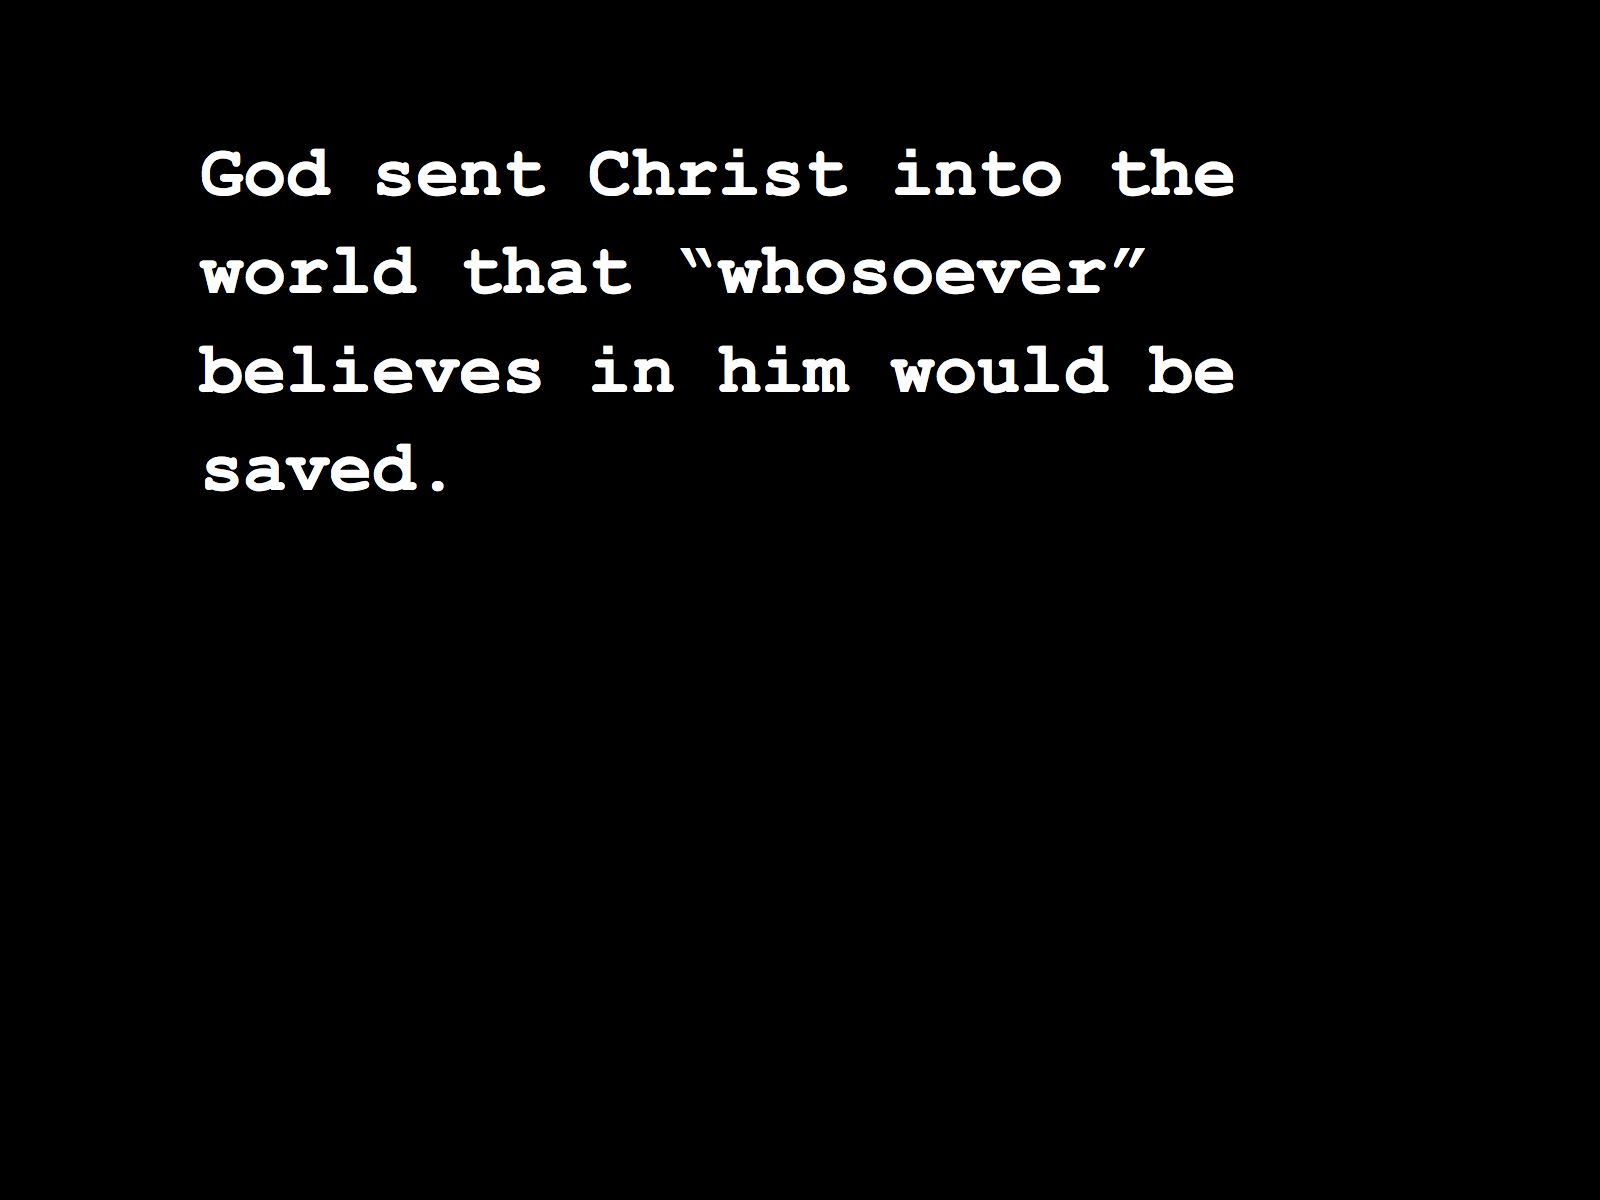 God sent Christ into the
world that “whosoever”
believes in him would be
saved.